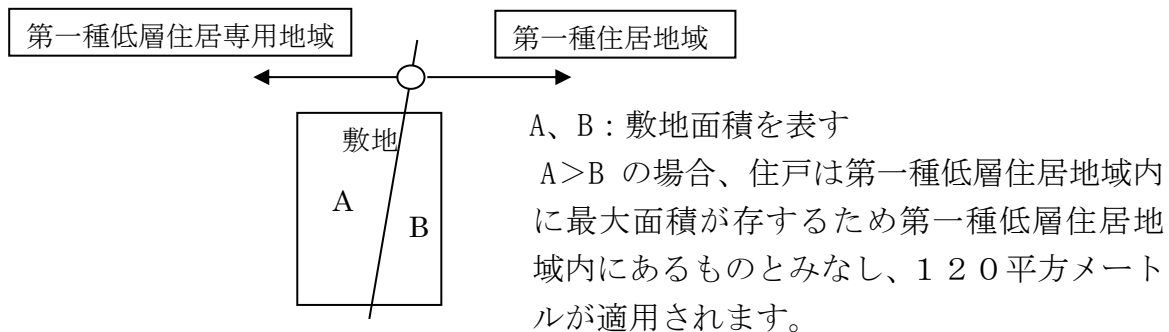 第一種低層住居専用地域
第一種住居地域
敷地
A
B
A、B：敷地面積を表す
A＞B の場合、住戸は第一種低層住居地域内
に最大面積が存するため第一種低層住居地
域内にあるものとみなし、１２０平方メート
ルが適用されます。